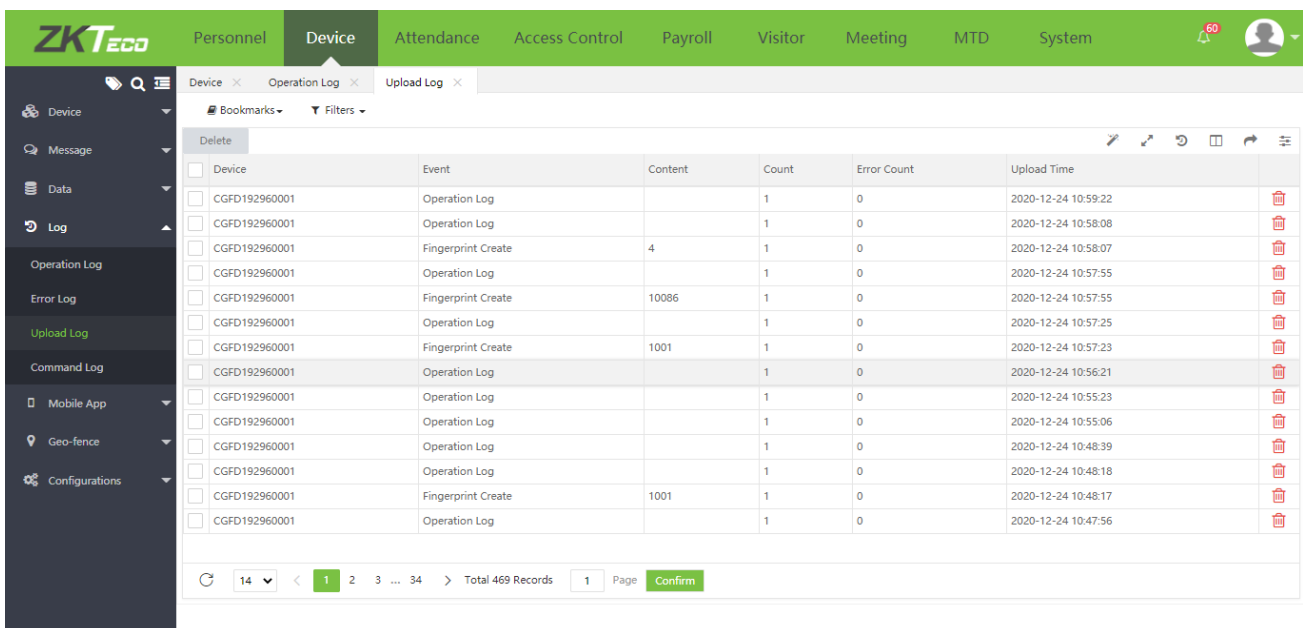 ZKTECO Personnel Device Attendance Access Control Payroll Visitor Meeting MTD System 60
Device Operation Log Upload Log
Bookmarks Filters
Delete
Device Event Content Count Error Count Upload Time
CGFD192960001 Operation Log 1 0 2020-12-24 10:59:22
CGFD192960001 Operation Log 1 0 2020-12-24 10:58:08
CGFD192960001 Fingerprint Create 4 1 0 2020-12-24 10:58:07
CGFD192960001 Operation Log 1 0 2020-12-24 10:57:55
CGFD192960001 Fingerprint Create 10086 1 0 2020-12-24 10:57:55
CGFD192960001 Operation Log 1 0 2020-12-24 10:57:25
CGFD192960001 Fingerprint Create 1001 1 0 2020-12-24 10:57:23
CGFD192960001 Operation Log 1 0 2020-12-24 10:56:21
CGFD192960001 Operation Log 1 0 2020-12-24 10:55:23
CGFD192960001 Operation Log 1 0 2020-12-24 10:55:06
CGFD192960001 Operation Log 1 0 2020-12-24 10:48:39
CGFD192960001 Operation Log 1 0 2020-12-24 10:48:18
CGFD192960001 Fingerprint Create 1001 1 0 2020-12-24 10:48:17
CGFD192960001 Operation Log 1 0 2020-12-24 10:47:56
14 < 1 2 3 ... 34 > Total 469 Records 1 Page Confirm
Device
Message
Data
Log
Operation Log
Error Log
Upload Log
Command Log
Mobile App
Geo-fence
Configurations